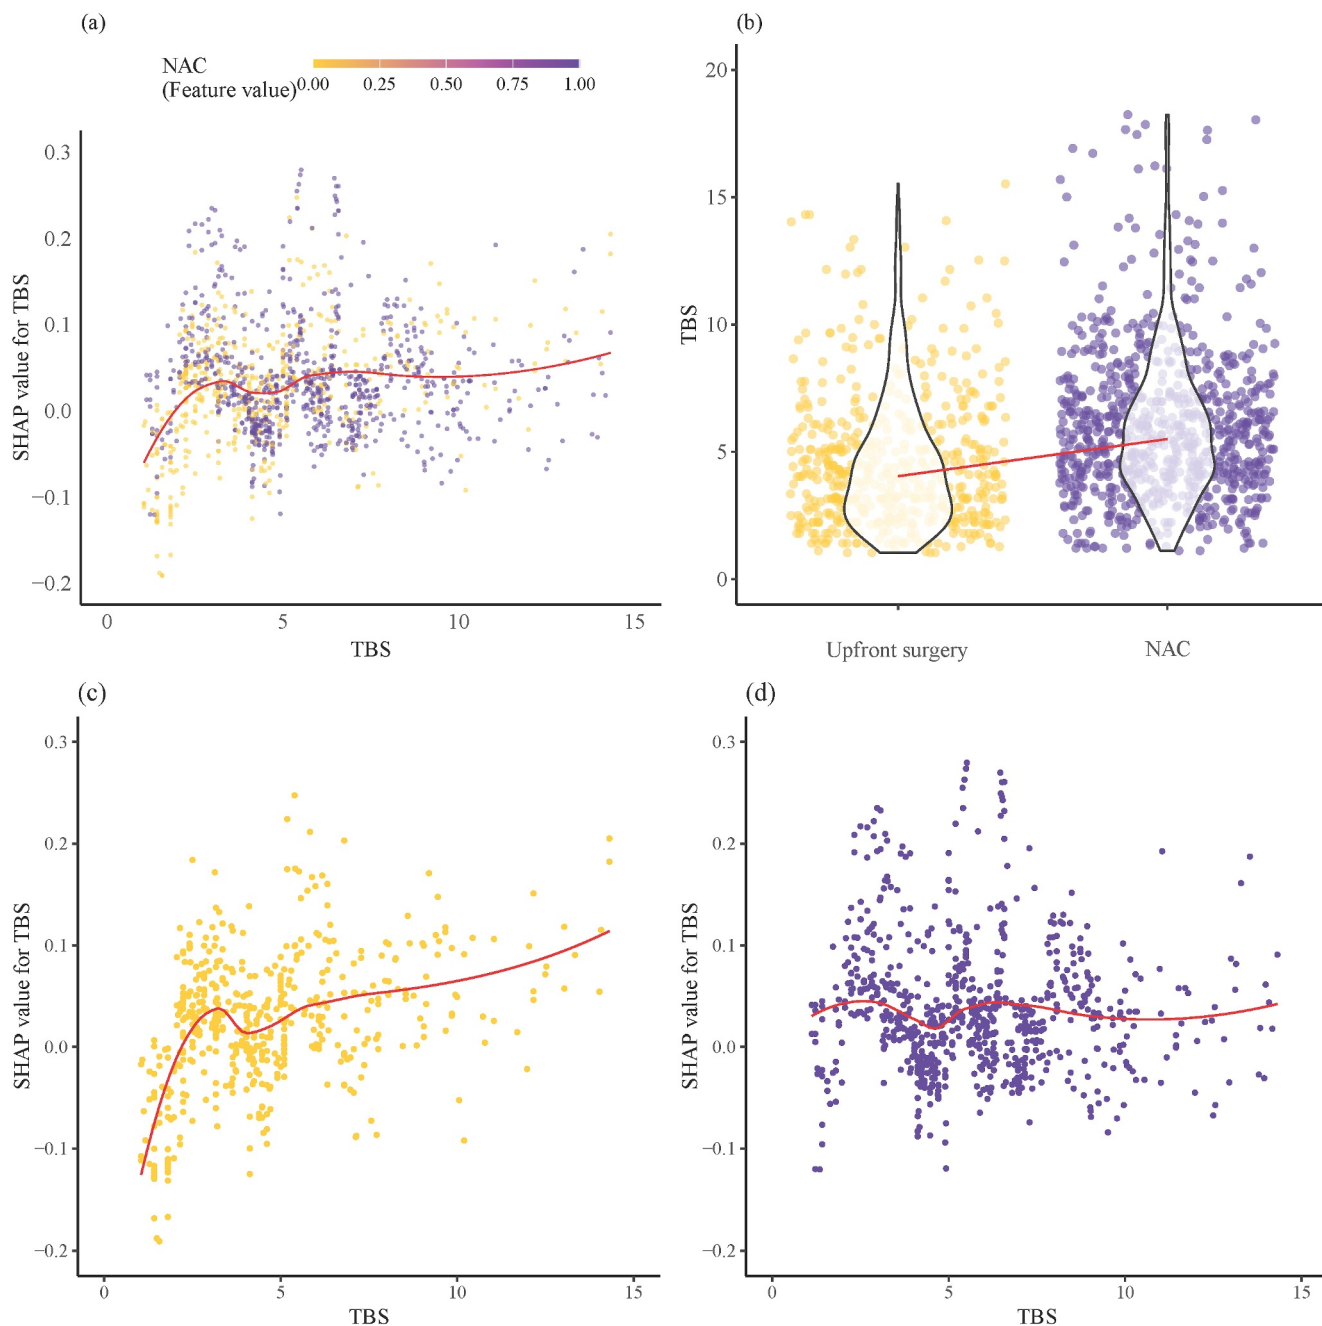 (a)
NAC
(Feature value)
0.00 0.25 0.50 0.75 1.00
0.3
0.2
0.1
0.0
−0.1
−0.2
SHAP value for TBS
0 5 10 15
TBS
(b)
20
15
10
5
0
TBS
Upfront surgery NAC
(c)
0.3
0.2
0.1
0.0
−0.1
−0.2
SHAP value for TBS
0 5 10 15
TBS
(d)
0.3
0.2
0.1
0.0
−0.1
−0.2
SHAP value for TBS
0 5 10 15
TBS